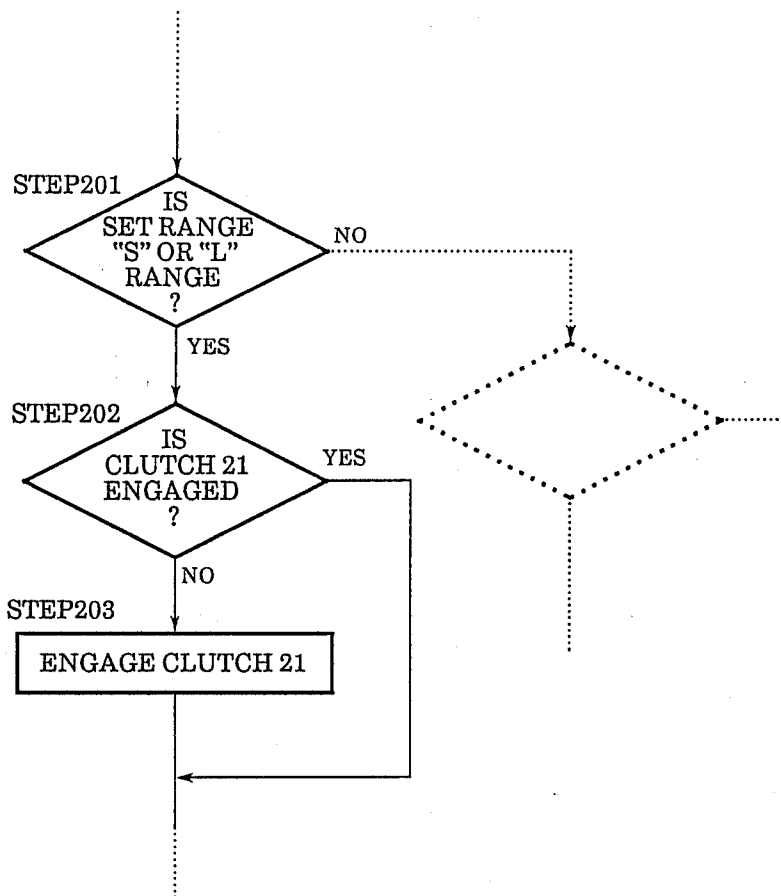 STEP201
IS
SET RANGE
"S" OR "L"
RANGE
?
NO
YES
STEP202
IS
CLUTCH 21
ENGAGED
?
YES
NO
STEP203
ENGAGE CLUTCH 21